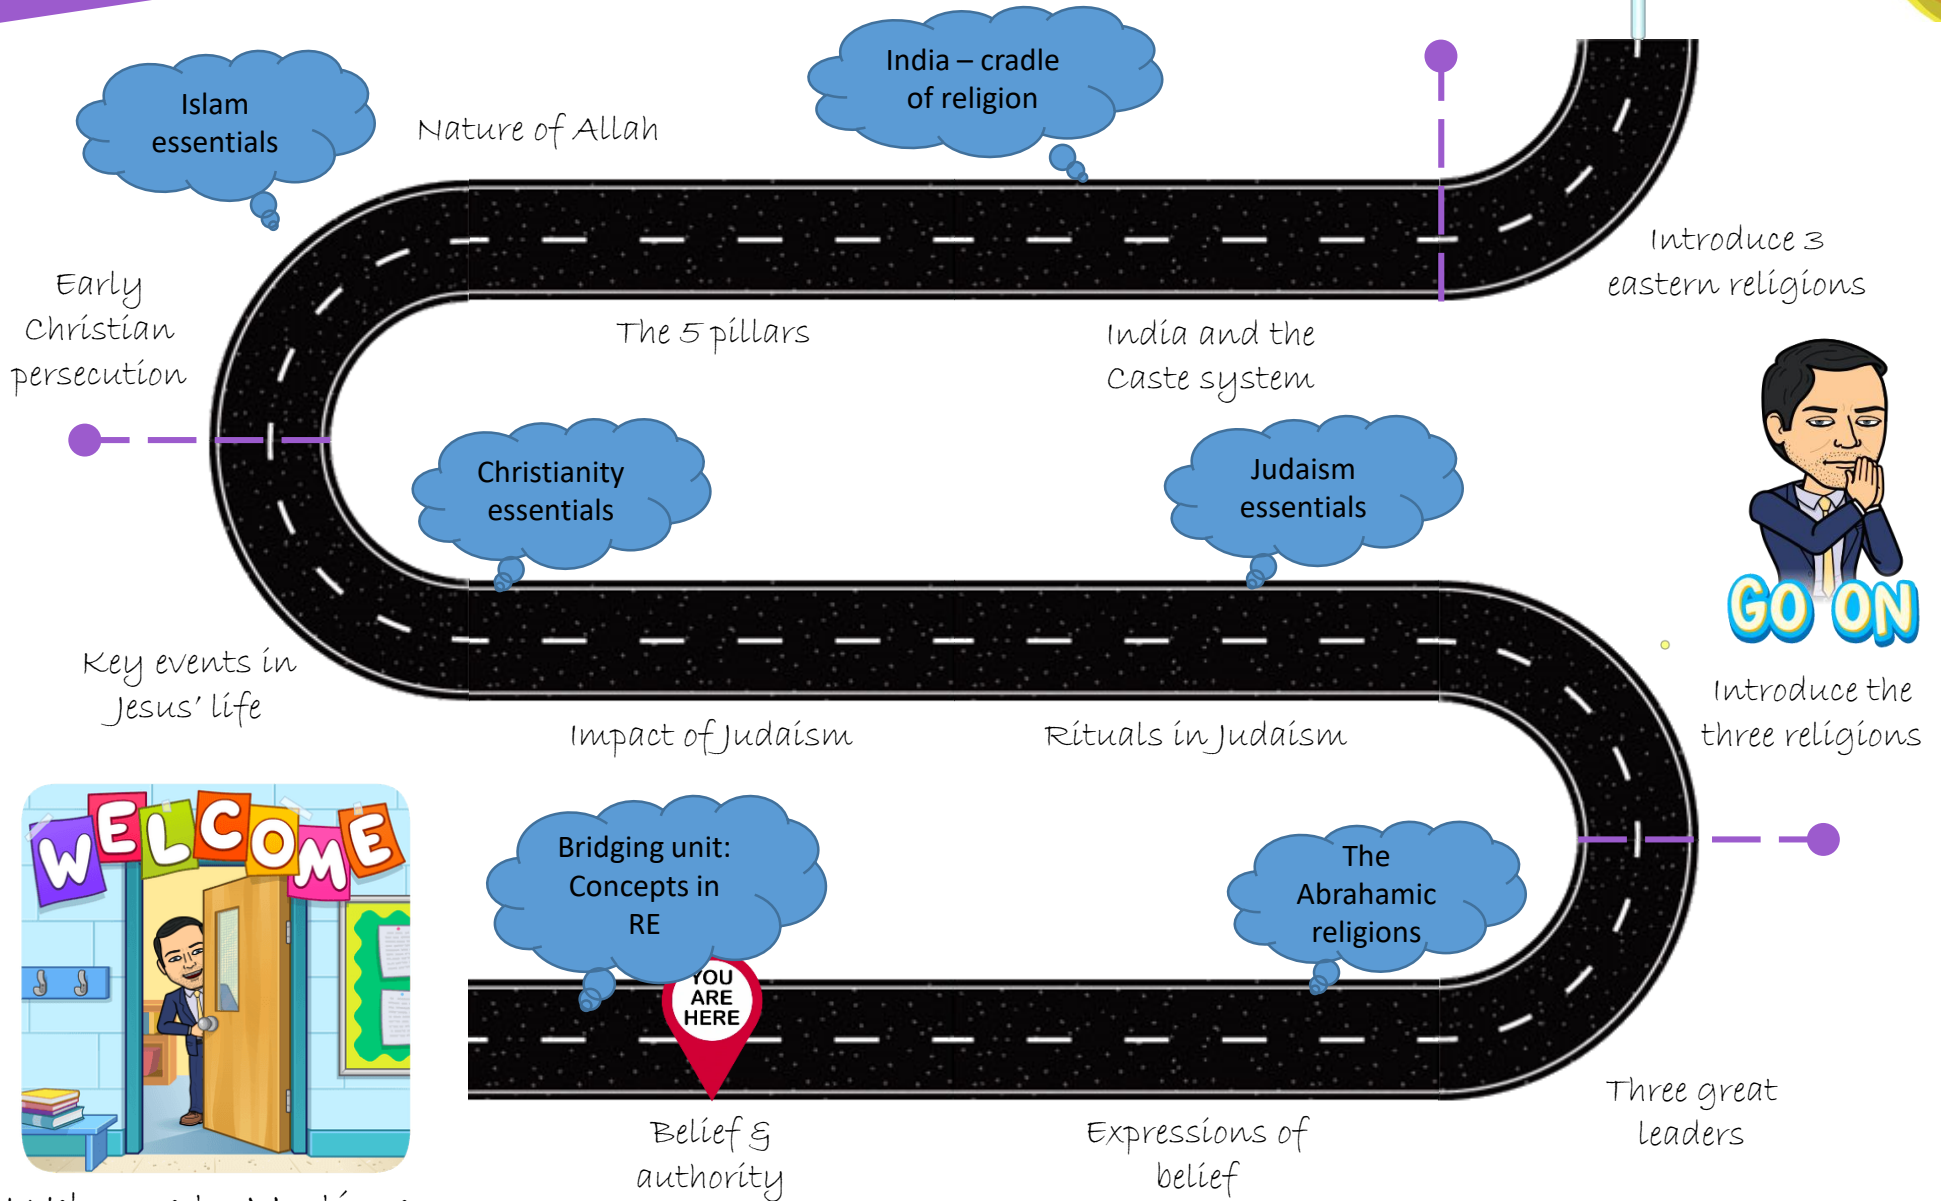 India – cradle
of religion
Islam
essentials
Nature of Allah
Introduce 3
eastern religions
Early
Christian
persecution
The 5 pillars
India and the
Caste system
Christianity
essentials
Judaism
essentials
GO ON
Key events in
Jesus' life
Impact of Judaism
Rituals in Judaism
Introduce the
three religions
WELCOME
Bridging unit:
Concepts in
RE
The
Abrahamic
religions
YOU
ARE
HERE
Three great
leaders
Belief &
authority
Expressions of
belief